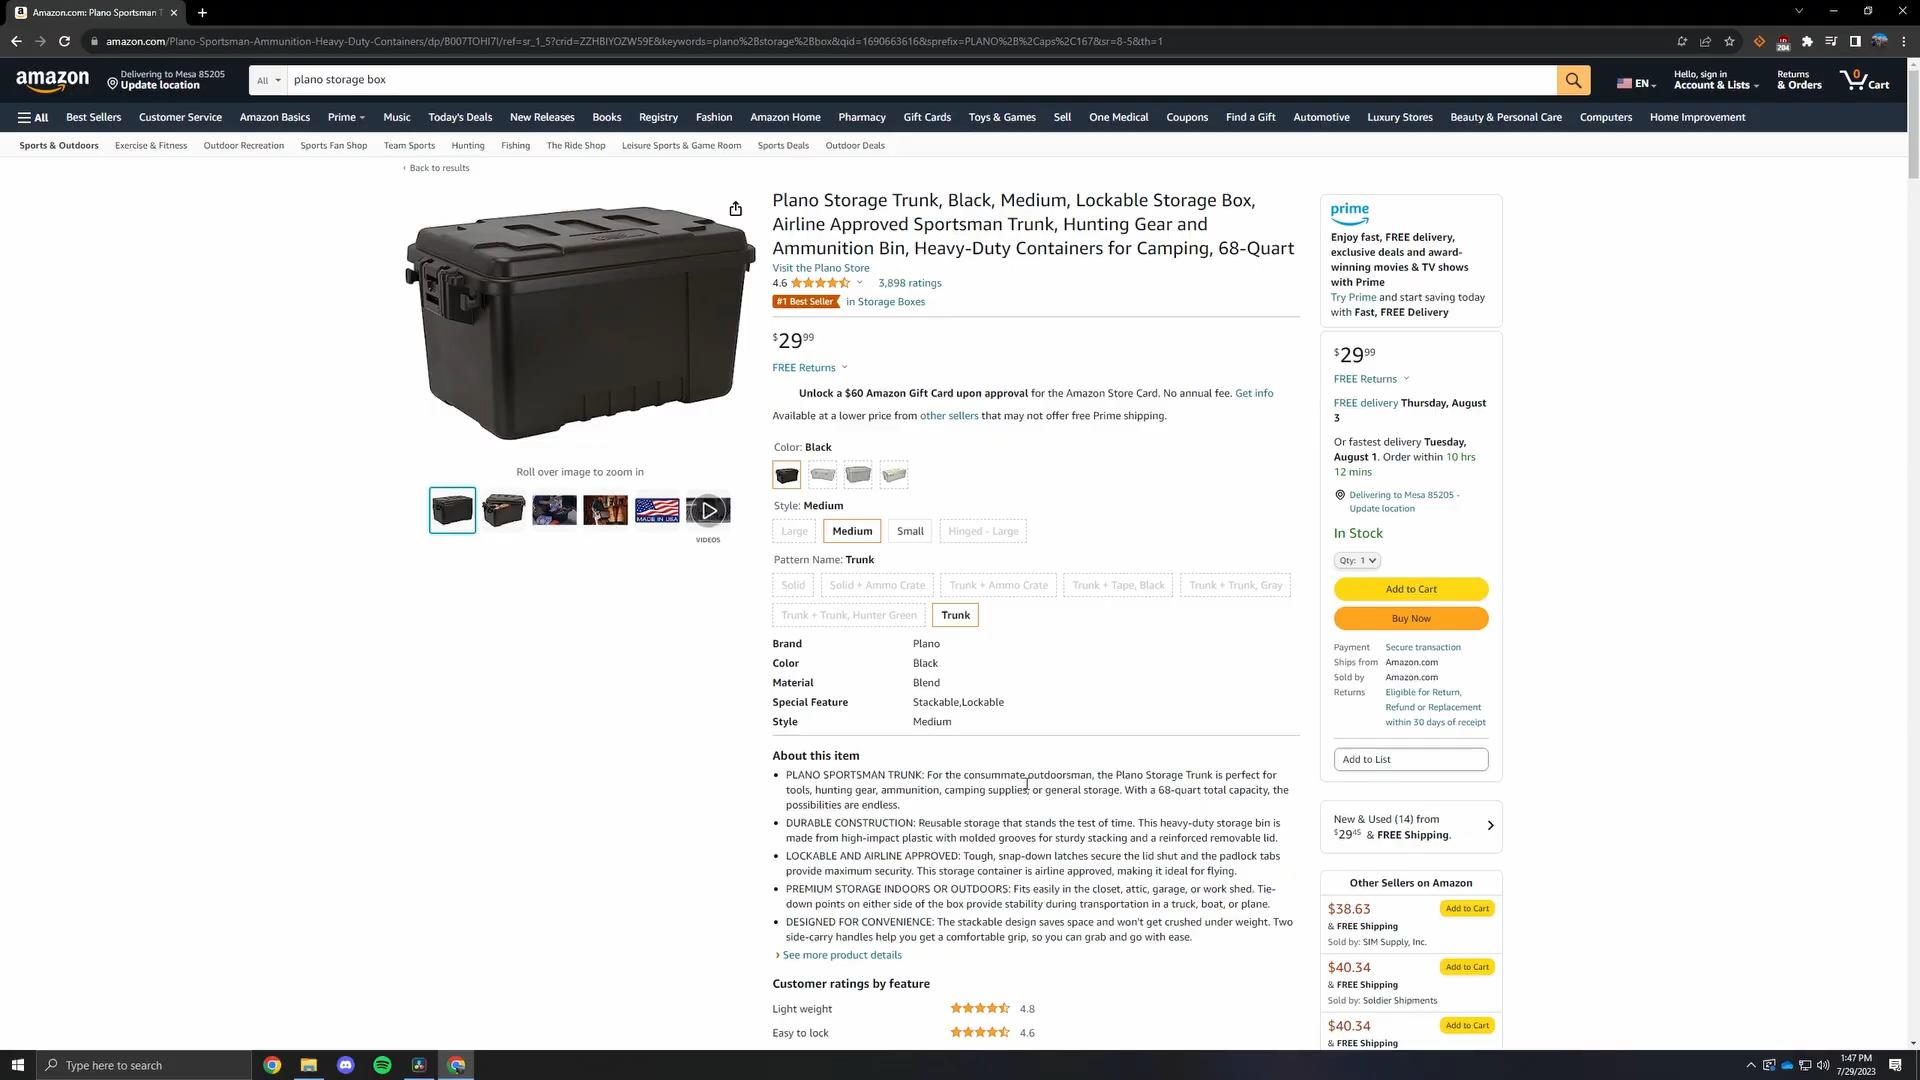 Amazon.com: Plano Sportsman T
amazon.com/Plano-Sportsman-Ammunition-Heavy-Duty-Containers/dp/B007TOHI7I/ref=sr_1_5?crid=ZZHBIYOZW59E&keywords=plano%2Bstorage%2Bbox&qid=1690663616&sprefix=PLANO%2B%2Caps%2C167&sr=8-5&th=1
204
amazon
Delivering to Mesa 85205
Update location
All
plano storage box
EN
Hello, sign in
Account & Lists
Returns
& Orders
0
Cart
All Best Sellers Customer Service Amazon Basics Prime Music Today's Deals New Releases Books Registry Fashion Amazon Home Pharmacy Gift Cards Toys & Games Sell One Medical Coupons Find a Gift Automotive Luxury Stores Beauty & Personal Care Computers Home Improvement
Sports & Outdoors Exercise & Fitness Outdoor Recreation Sports Fan Shop Team Sports Hunting Fishing The Ride Shop Leisure Sports & Game Room Sports Deals Outdoor Deals
‹ Back to results
Roll over image to zoom in
MADE IN USA
VIDEOS
Plano Storage Trunk, Black, Medium, Lockable Storage Box,
Airline Approved Sportsman Trunk, Hunting Gear and
Ammunition Bin, Heavy-Duty Containers for Camping, 68-Quart
Visit the Plano Store
4.6 3,898 ratings
#1 Best Seller in Storage Boxes
$29 99
FREE Returns
Unlock a $60 Amazon Gift Card upon approval for the Amazon Store Card. No annual fee. Get info
Available at a lower price from other sellers that may not offer free Prime shipping.
Color: Black
Style: Medium
Large Medium Small Hinged - Large
Pattern Name: Trunk
Solid Solid + Ammo Crate Trunk + Ammo Crate Trunk + Tape, Black Trunk + Trunk, Gray
Trunk + Trunk, Hunter Green Trunk
Brand Plano
Color Black
Material Blend
Special Feature Stackable,Lockable
Style Medium
About this item
• PLANO SPORTSMAN TRUNK: For the consummate outdoorsman, the Plano Storage Trunk is perfect for
tools, hunting gear, ammunition, camping supplies, or general storage. With a 68-quart total capacity, the
possibilities are endless.
• DURABLE CONSTRUCTION: Reusable storage that stands the test of time. This heavy-duty storage bin is
made from high-impact plastic with molded grooves for sturdy stacking and a reinforced removable lid.
• LOCKABLE AND AIRLINE APPROVED: Tough, snap-down latches secure the lid shut and the padlock tabs
provide maximum security. This storage container is airline approved, making it ideal for flying.
• PREMIUM STORAGE INDOORS OR OUTDOORS: Fits easily in the closet, attic, garage, or work shed. Tie-
down points on either side of the box provide stability during transportation in a truck, boat, or plane.
• DESIGNED FOR CONVENIENCE: The stackable design saves space and won't get crushed under weight. Two
side-carry handles help you get a comfortable grip, so you can grab and go with ease.
› See more product details
Customer ratings by feature
Light weight 4.8
Easy to lock 4.6
prime
Enjoy fast, FREE delivery,
exclusive deals and award-
winning movies & TV shows
with Prime
Try Prime and start saving today
with Fast, FREE Delivery
$29 99
FREE Returns
FREE delivery Thursday, August
3
Or fastest delivery Tuesday,
August 1. Order within 10 hrs
12 mins
Delivering to Mesa 85205 -
Update location
In Stock
Qty: 1
Add to Cart
Buy Now
Payment Secure transaction
Ships from Amazon.com
Sold by Amazon.com
Returns Eligible for Return,
Refund or Replacement
within 30 days of receipt
Add to List
New & Used (14) from
$29 45 & FREE Shipping.
Other Sellers on Amazon
$38.63 Add to Cart
& FREE Shipping
Sold by: SIM Supply, Inc.
$40.34 Add to Cart
& FREE Shipping
Sold by: Soldier Shipments
$40.34 Add to Cart
& FREE Shipping
Type here to search
1:47 PM
7/29/2023